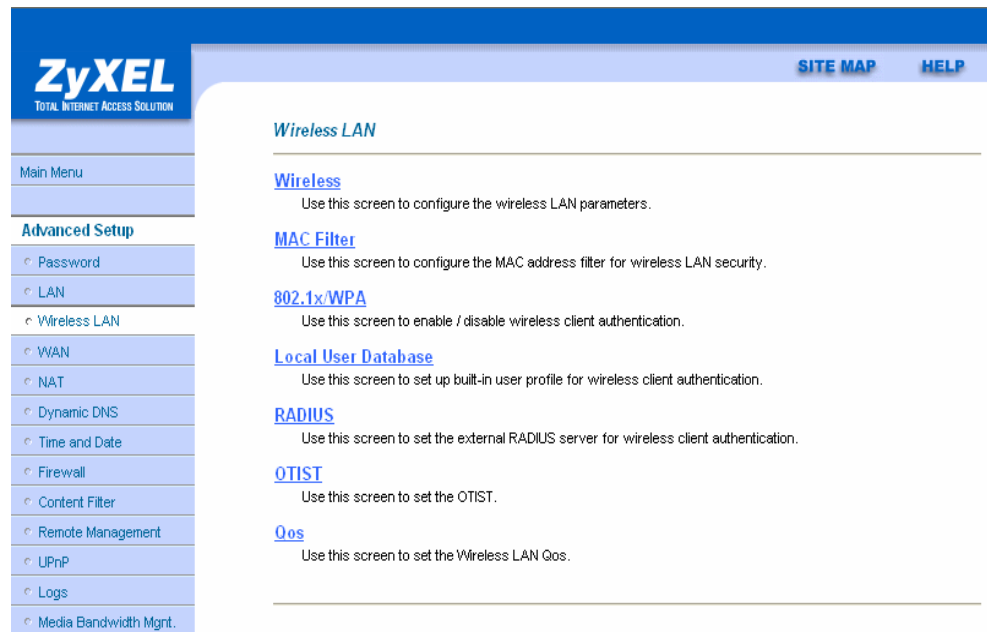 ZyXEL
TOTAL INTERNET ACCESS SOLUTION
SITE MAP HELP
Main Menu
Advanced Setup
Password
LAN
Wireless LAN
WAN
NAT
Dynamic DNS
Time and Date
Firewall
Content Filter
Remote Management
UPnP
Logs
Media Bandwidth Mgnt.
Wireless LAN
Wireless
Use this screen to configure the wireless LAN parameters.
MAC Filter
Use this screen to configure the MAC address filter for wireless LAN security.
802.1x/WPA
Use this screen to enable / disable wireless client authentication.
Local User Database
Use this screen to set up built-in user profile for wireless client authentication.
RADIUS
Use this screen to set the external RADIUS server for wireless client authentication.
OTIST
Use this screen to set the OTIST.
Qos
Use this screen to set the Wireless LAN Qos.